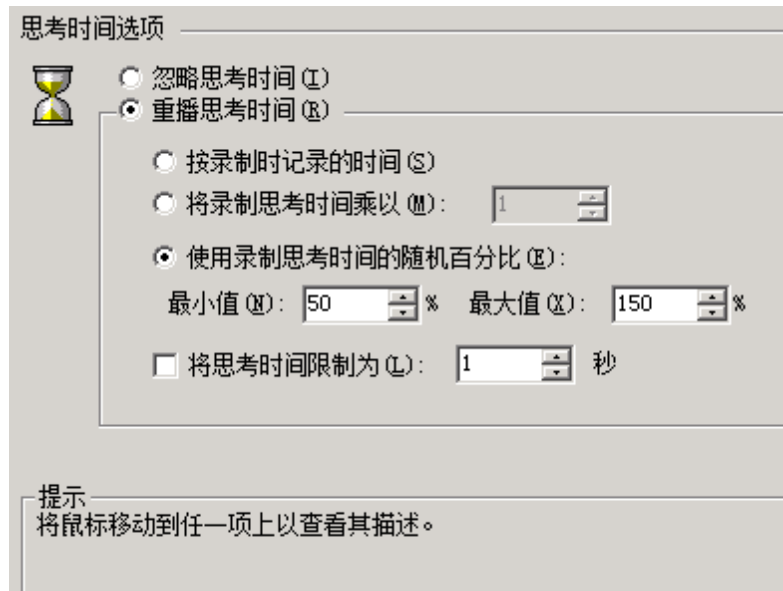 思考时间选项
忽略思考时间(I)
重播思考时间(R)
按录制时记录的时间(S)
将录制思考时间乘以(M): 1
使用录制思考时间的随机百分比(E):
最小值(N): 50 % 最大值(X): 150 %
将思考时间限制为(L): 1 秒
提示
将鼠标移动到任一项上以查看其描述。